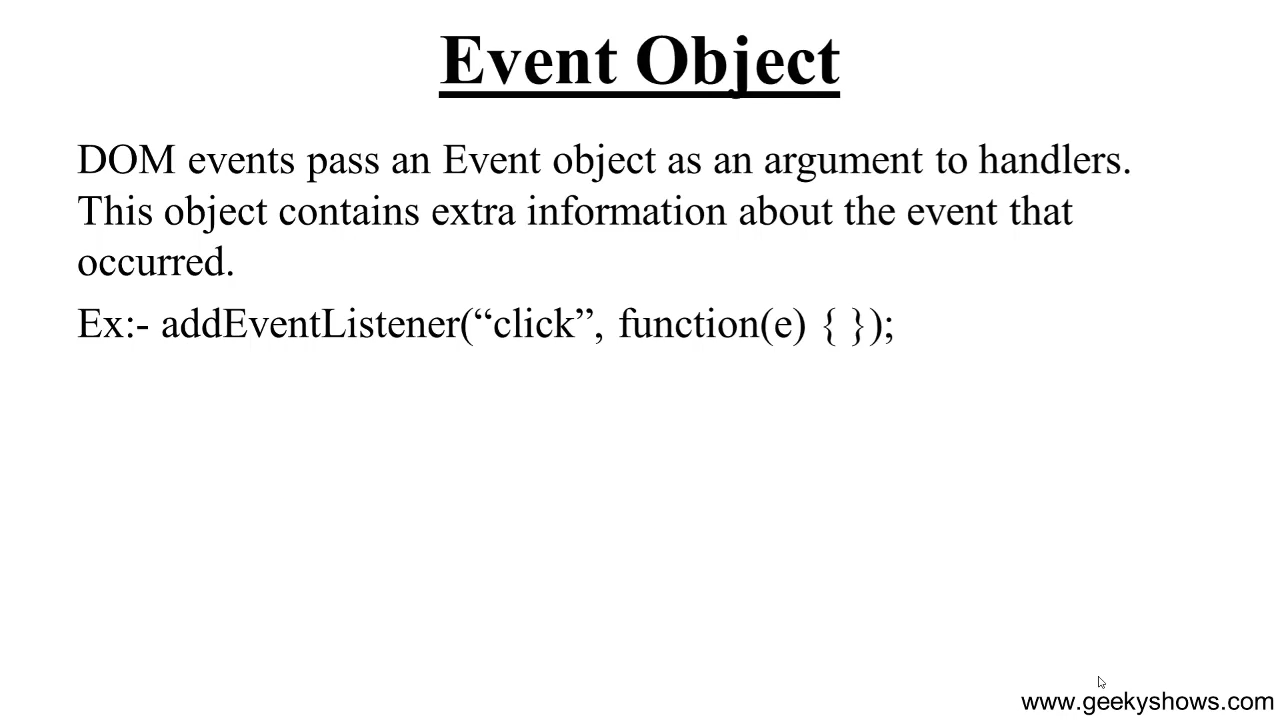 Event Object
DOM events pass an Event object as an argument to handlers.
This object contains extra information about the event that
occurred.
Ex:- addEventListener(“click”, function(e) { });
www.geekyshows.com